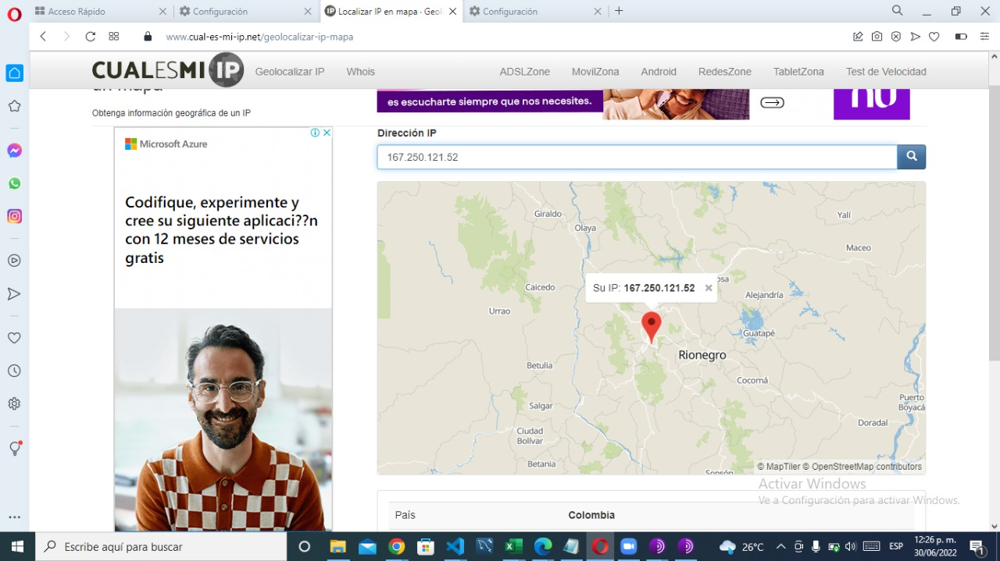 Acceso Rápido
Configuración
Localizar IP en mapa - Geol
Configuración
www.cual-es-mi-ip.net/geolocalizar-ip-mapa
CUALESMI IP
Geolocalizar IP
Whois
ADSLZone
MovilZona
Android
RedesZone
TabletZona
Test de Velocidad
un mapa
Obtenga información geográfica de un IP
es escucharte siempre que nos necesites.
nu
Microsoft Azure
Codifique, experimente y
cree su siguiente aplicaci??n
con 12 meses de servicios
gratis
Dirección IP
167.250.121.52
Giraldo
Olaya
Yalí
Maceo
Su IP: 167.250.121.52
osa
Caicedo
Alejandría
Urrao
Guatapé
Rionegro
Betulia
Cocorná
Salgar
Puerto
Boyacá
Doradal
Ciudad
Bolívar
Betania
Sonsón
© MapTiler © OpenStreetMap contributors
Activar Windows
Ve a Configuración para activar Windows.
País
Colombia
Escribe aquí para buscar
26°C
ESP
12:26 p. m.
30/06/2022
1